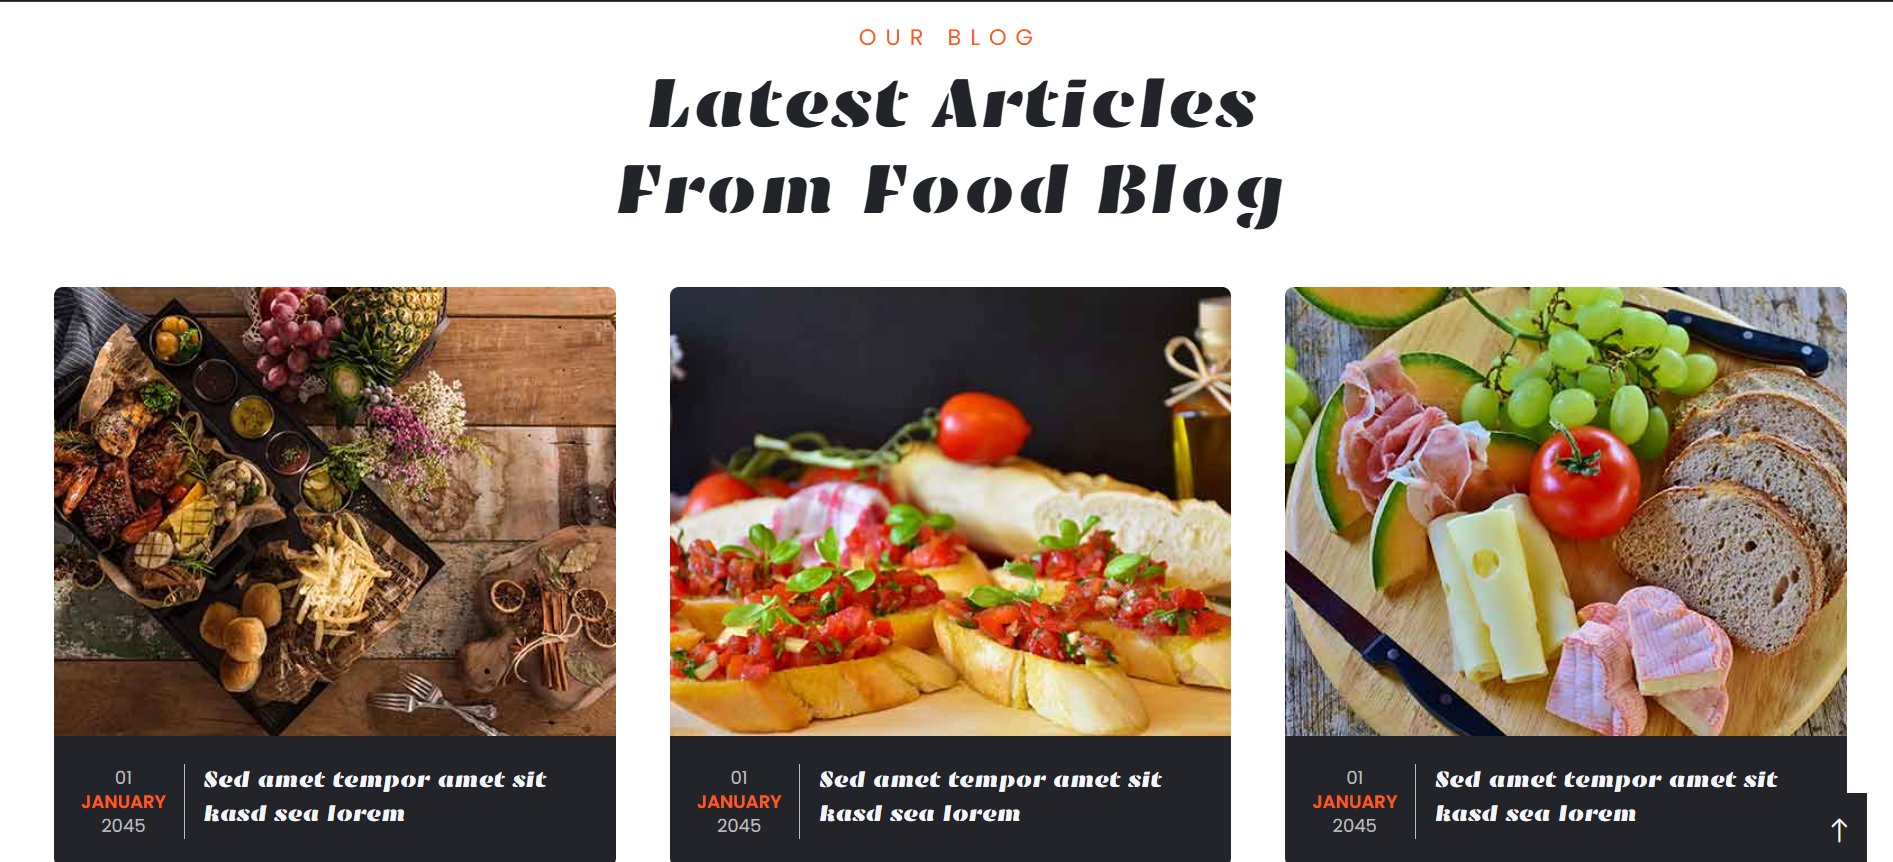 OUR BLOG
Latest Articles
From Food Blog
01
JANUARY
2045
Sed amet tempor amet sit
kasd sea lorem
01
JANUARY
2045
Sed amet tempor amet sit
kasd sea lorem
01
JANUARY
2045
Sed amet tempor amet sit
kasd sea lorem